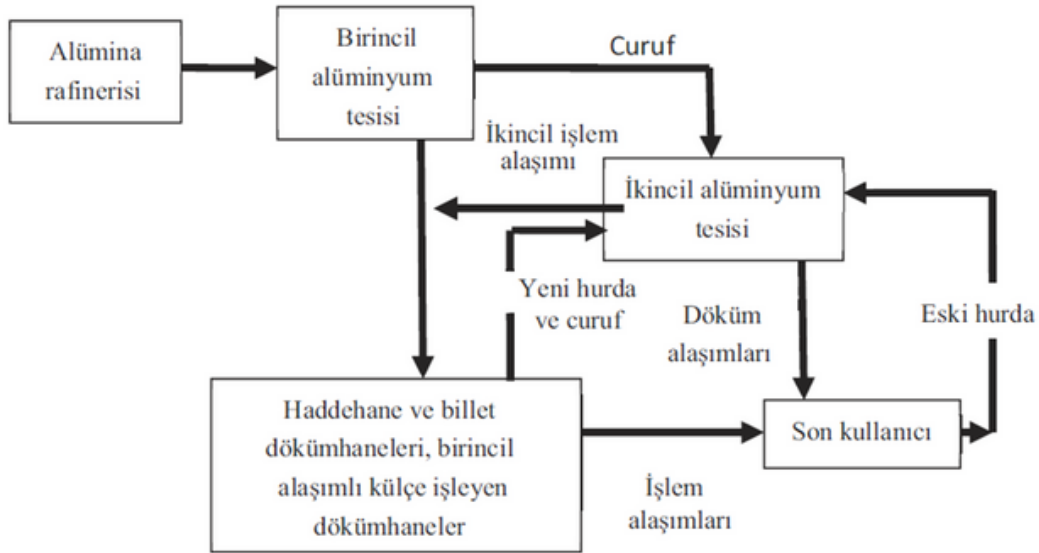 Alümina
rafinerisi
Birincil
alüminyum
tesisi
Curuf
İkincil işlem
alaşımı
İkincil alüminyum
tesisi
Yeni hurda
ve curuf
Döküm
alaşımları
Eski hurda
Haddehane ve billet
dökümhaneleri, birincil
alaşımlı külçe işleyen
dökümhaneler
Son kullanıcı
İşlem
alaşımları